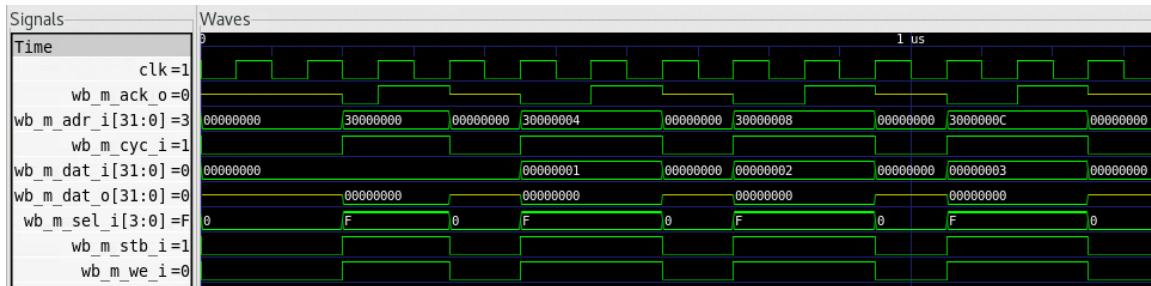 Signals Waves
Time 0 1 us
clk=1
wb_m_ack_o=0
wb_m_adr_i[31:0]=3 00000000 30000000 00000000 30000004 00000000 30000008 00000000 3000000C 00000000
wb_m_cyc_i=1
wb_m_dat_i[31:0]=0 00000000 00000001 00000000 00000002 00000000 00000003 00000000
wb_m_dat_o[31:0]=0 00000000 00000000 00000000 00000000
wb_m_sel_i[3:0]=F 0 F 0 F 0 F 0 F 0
wb_m_stb_i=1
wb_m_we_i=0